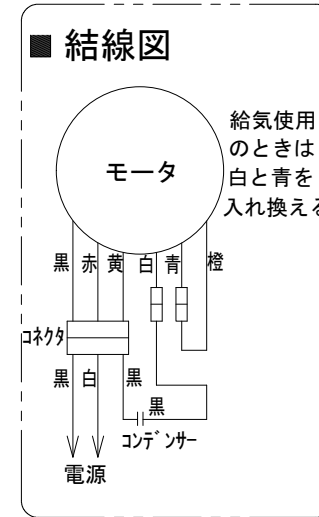 ■ 結線図
給気使用
のときは
白と青を
入れ換える
モータ
黒 赤 黄 白 青 橙
コネクタ
黒 白 黒
黒
コンデンサー
電源